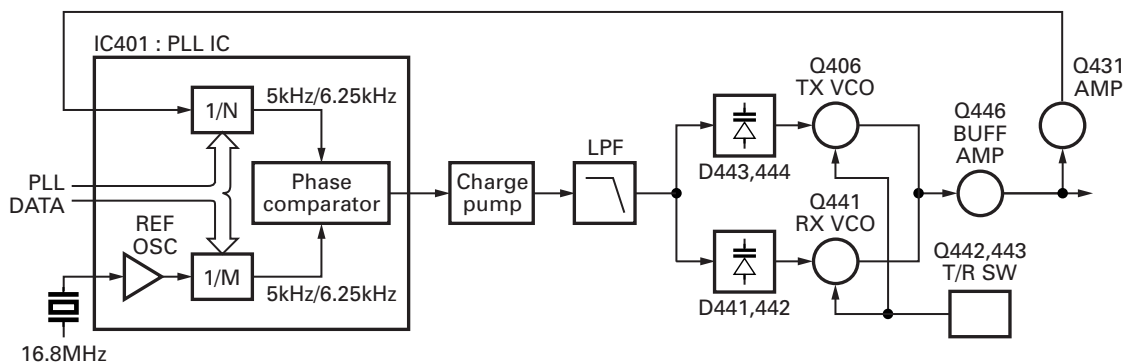 IC401 : PLL IC
1/N
5kHz/6.25kHz
PLL
DATA
REF
OSC
1/M
5kHz/6.25kHz
16.8MHz
Phase
comparator
Charge
pump
LPF
D443,444
D441,442
Q406
TX VCO
Q441
RX VCO
Q446
BUFF
AMP
Q431
AMP
Q442,443
T/R SW